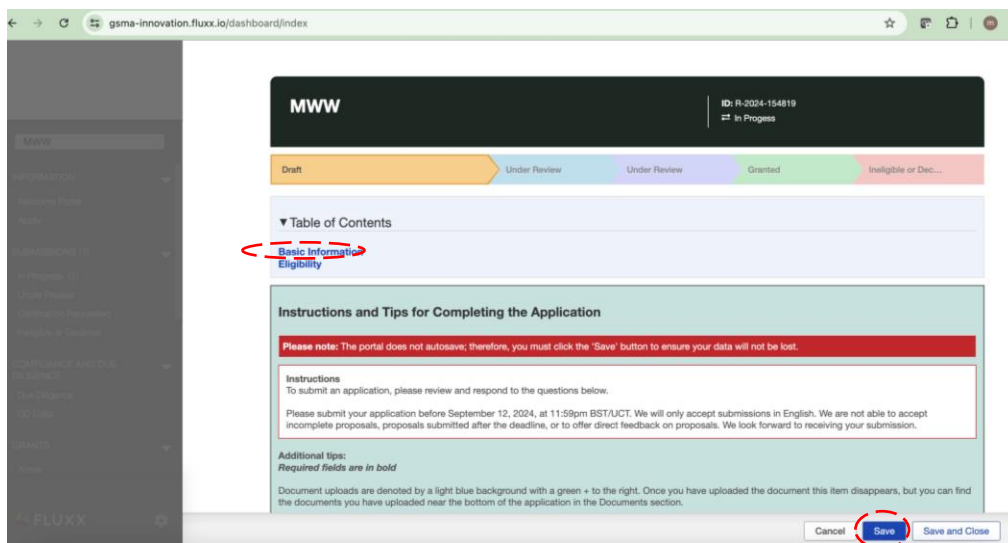 gsma-innovation.fluxx.io/dashboard/index
MWW
ID: R-2024-154819
In Progess
MWW
INFORMATION
Apply
Draft
Under Review
Under Review
Granted
Ineligible or Dec...
▼ Table of Contents
Basic Information
Eligibility
GRANTS
Instructions and Tips for Completing the Application
Please note: The portal does not autosave; therefore, you must click the 'Save' button to ensure your data will not be lost.
Instructions
To submit an application, please review and respond to the questions below.
Please submit your application before September 12, 2024, at 11:59pm BST/UCT. We will only accept submissions in English. We are not able to accept
incomplete proposals, proposals submitted after the deadline, or to offer direct feedback on proposals. We look forward to receiving your submission.
Additional tips:
Required fields are in bold
Document uploads are denoted by a light blue background with a green + to the right. Once you have uploaded the document this item disappears, but you can find
the documents you have uploaded near the bottom of the application in the Documents section.
FLUXX
Cancel
Save
Save and Close